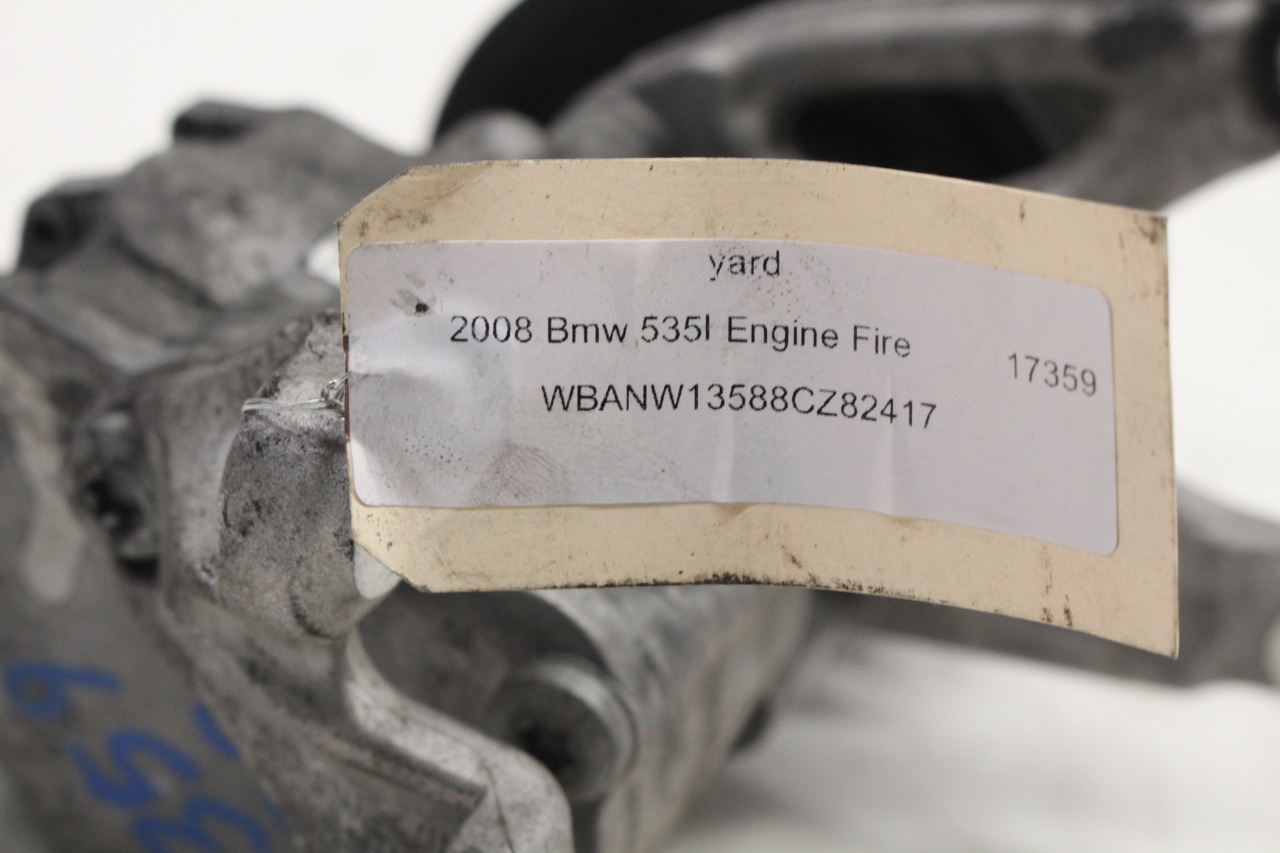 yard
2008 Bmw 535I Engine Fire
17359
WBANW13588CZ82417